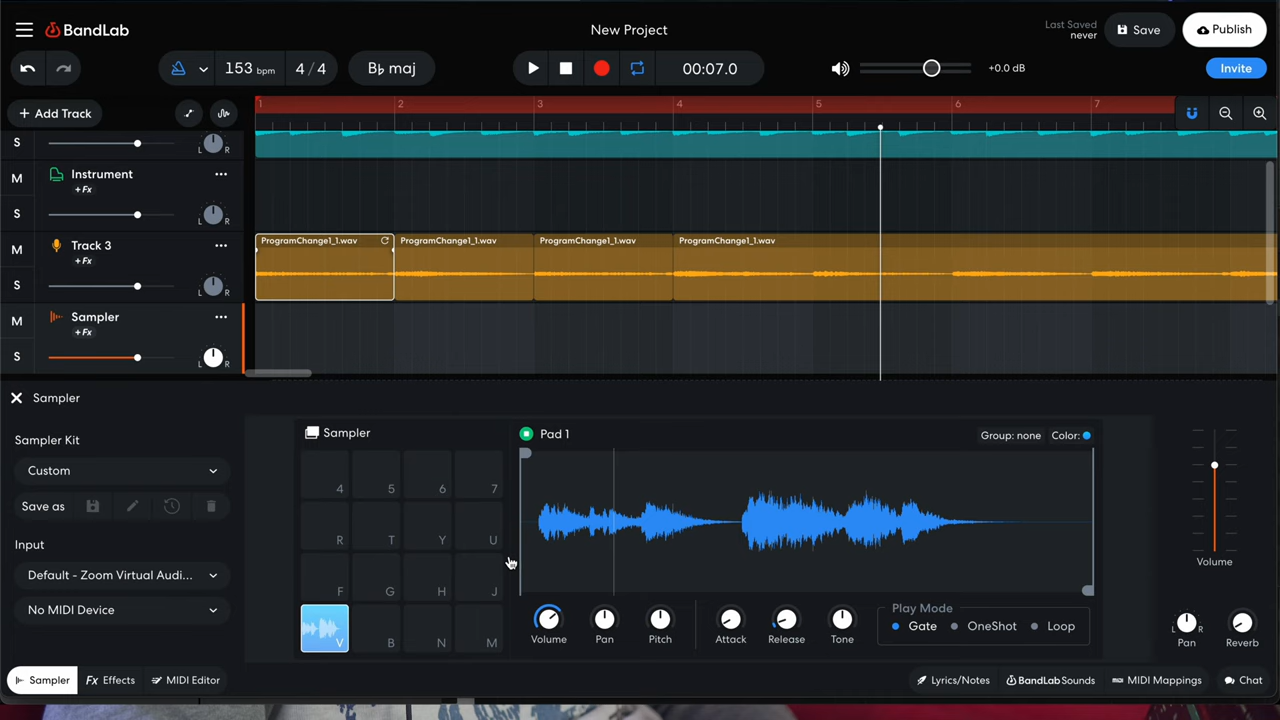 BandLab
New Project
Last Saved
never
Save
Publish
153 bpm
4/4
B♭ maj
00:07.0
+0.0 dB
Invite
+ Add Track
1 2 3 4 5 6 7
S
L R
M Instrument ...
+Fx
S
L R
M Track 3 ...
+Fx
S
L R
ProgramChange1_1.wav
ProgramChange1_1.wav
ProgramChange1_1.wav
ProgramChange1_1.wav
M Sampler ...
+Fx
S
L R
Sampler
Sampler Kit
Custom
Save as
Input
Default - Zoom Virtual Audi...
No MIDI Device
Sampler
4 5 6 7
R T Y U
F G H J
V B N M
Pad 1
Group: none
Color:
Volume
Pan
Pitch
Attack
Release
Tone
Play Mode
Gate
OneShot
Loop
Volume
L R
Pan
Reverb
Sampler
Fx Effects
MIDI Editor
Lyrics/Notes
BandLab Sounds
MIDI Mappings
Chat